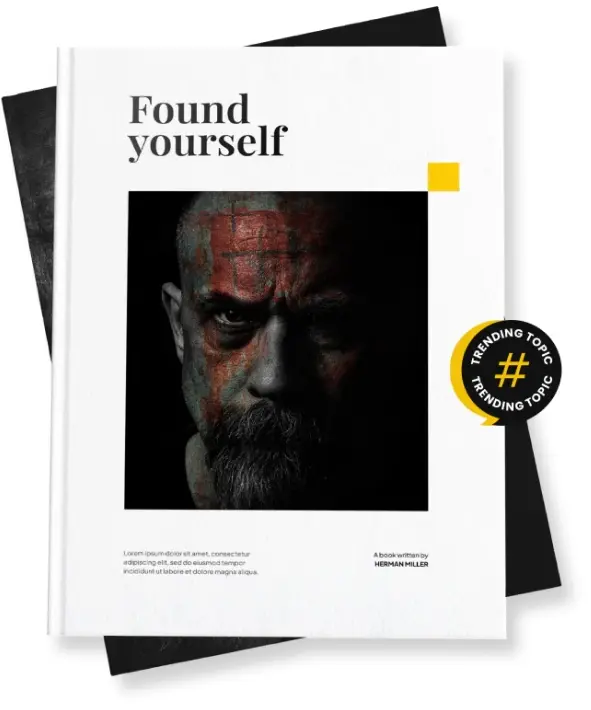 Found
yourself
TRENDING TOPIC
#
TRENDING TOPIC
Lorem ipsum dolor sit amet, consectetur
adipiscing elit, sed do eiusmod tempor
incididunt ut labore et dolore magna aliqua.
A book written by
HERMAN MILLER